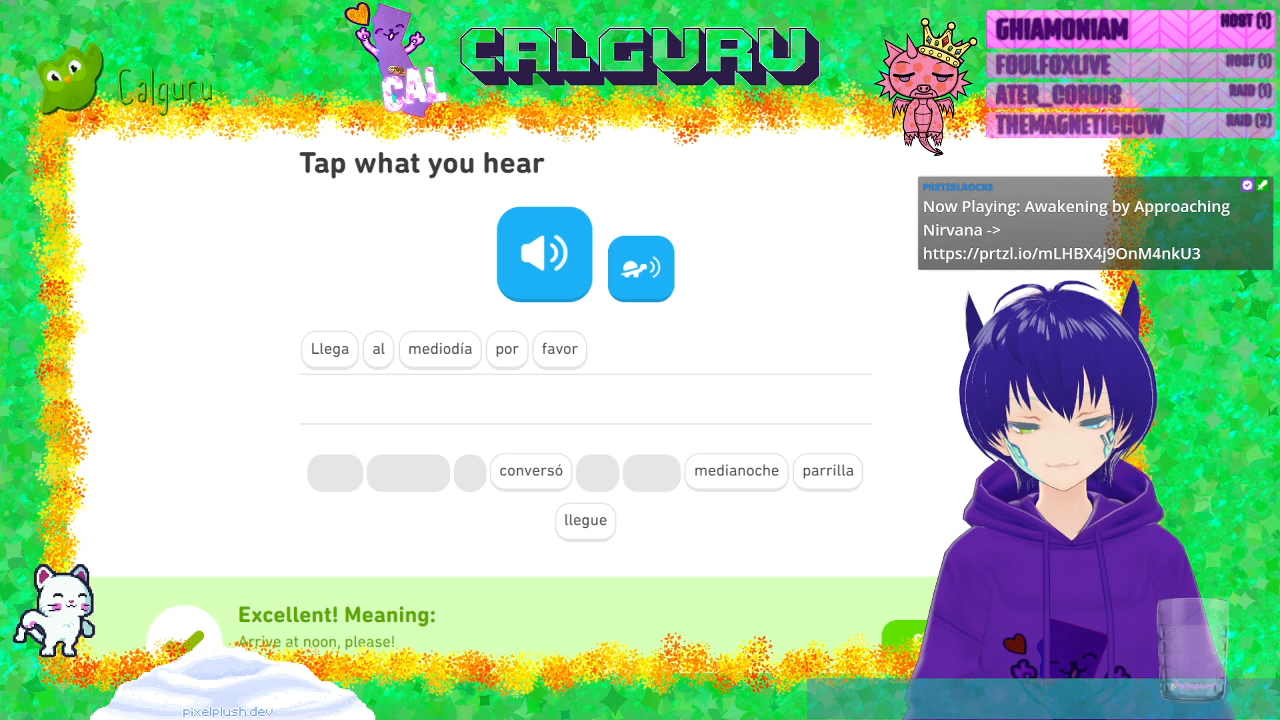 Calguru
CAL
CALGURU
GHIAMONIAM HOST (1)
FOULFOXLIVE HOST (1)
ATER_CORDIS RAID (1)
THEMAGNETICCOW RAID (2)
Tap what you hear
PRETZELROCKS
Now Playing: Awakening by Approaching
Nirvana ->
https://prtzl.io/mLHBX4j9OnM4nkU3
Llega al mediodía por favor
conversó medianoche parrilla
llegue
Excellent! Meaning:
Arrive at noon, please!
pixelplush.dev